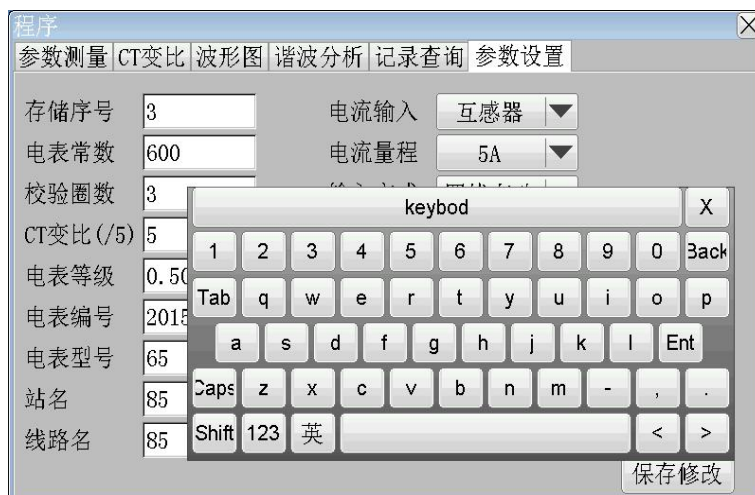 程序
参数测量 CT变比 波形图 谐波分析 记录查询 参数设置
存储序号 3 电流输入 互感器
电表常数 600 电流量程 5A
校验圈数 3
keybod X
CT变比(/5) 5
1 2 3 4 5 6 7 8 9 0 Back
电表等级 0.50
Tab q w e r t y u i o p
电表编号 2015
a s d f g h j k l Ent
电表型号 65
Caps z x c v b n m - , .
站名 85
Shift 123 英 < >
线路名 85
保存修改